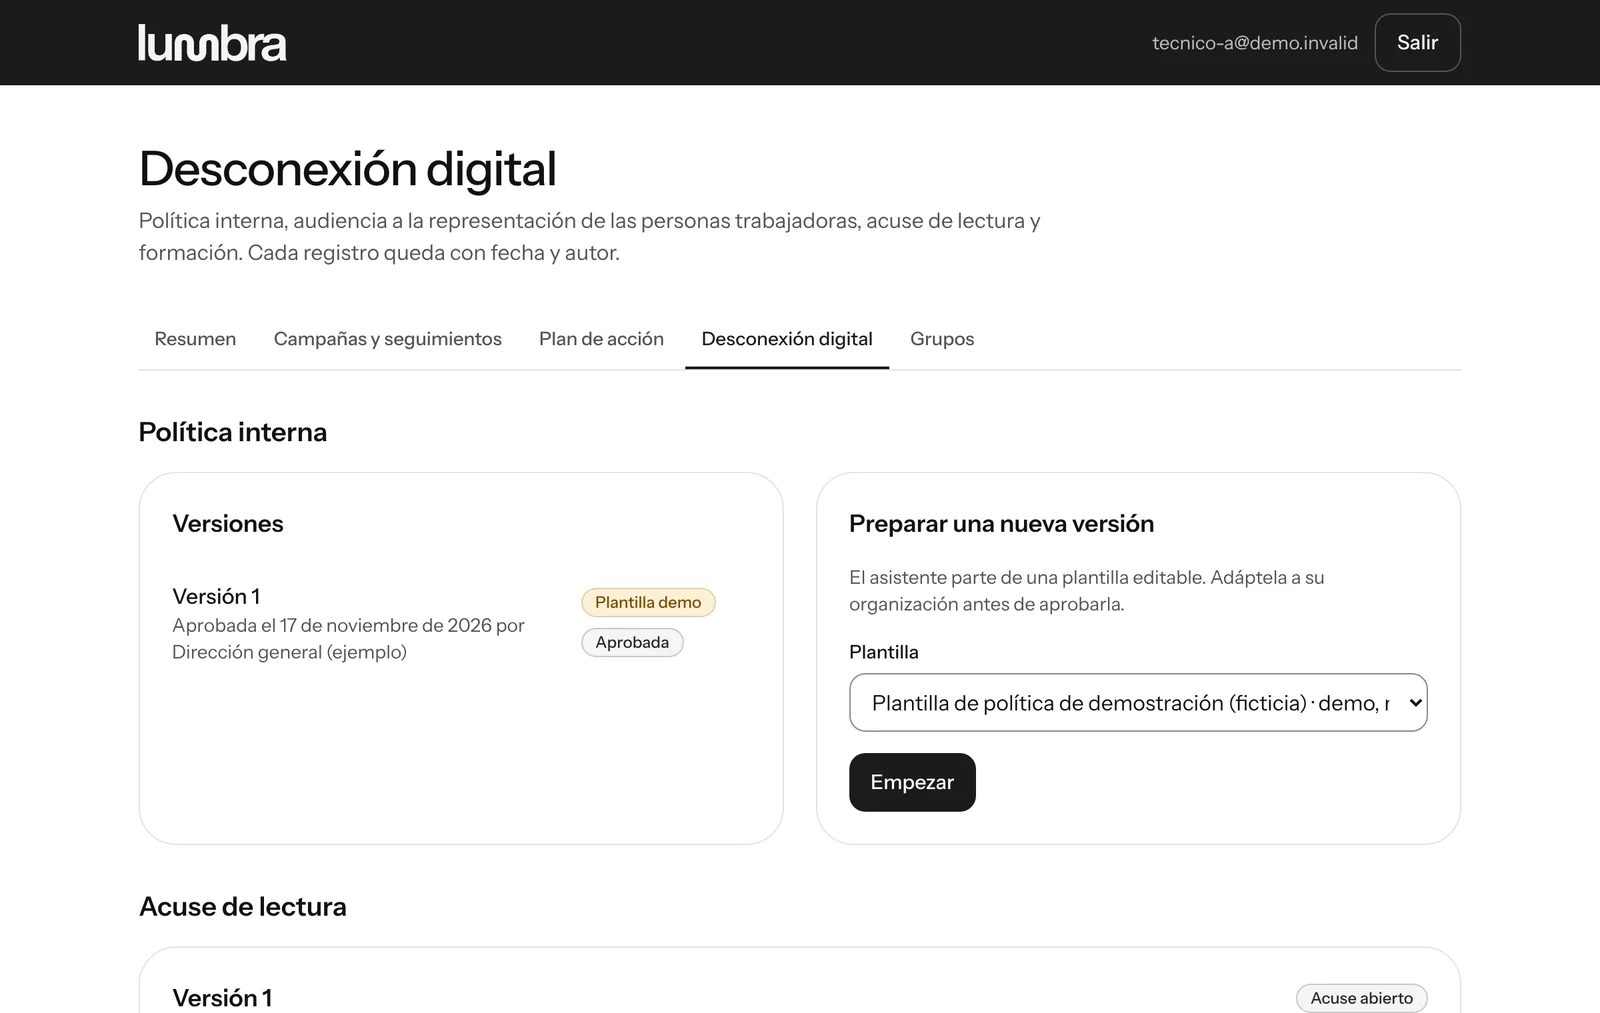 lumbra
tecnico-a@demo.invalid
Salir
Desconexión digital
Política interna, audiencia a la representación de las personas trabajadoras, acuse de lectura y
formación. Cada registro queda con fecha y autor.
Resumen
Campañas y seguimientos
Plan de acción
Desconexión digital
Grupos
Política interna
Versiones
Versión 1
Aprobada el 17 de noviembre de 2026 por
Dirección general (ejemplo)
Plantilla demo
Aprobada
Preparar una nueva versión
El asistente parte de una plantilla editable. Adáptela a su
organización antes de aprobarla.
Plantilla
Plantilla de política de demostración (ficticia) · demo,
Empezar
Acuse de lectura
Versión 1
Acuse abierto